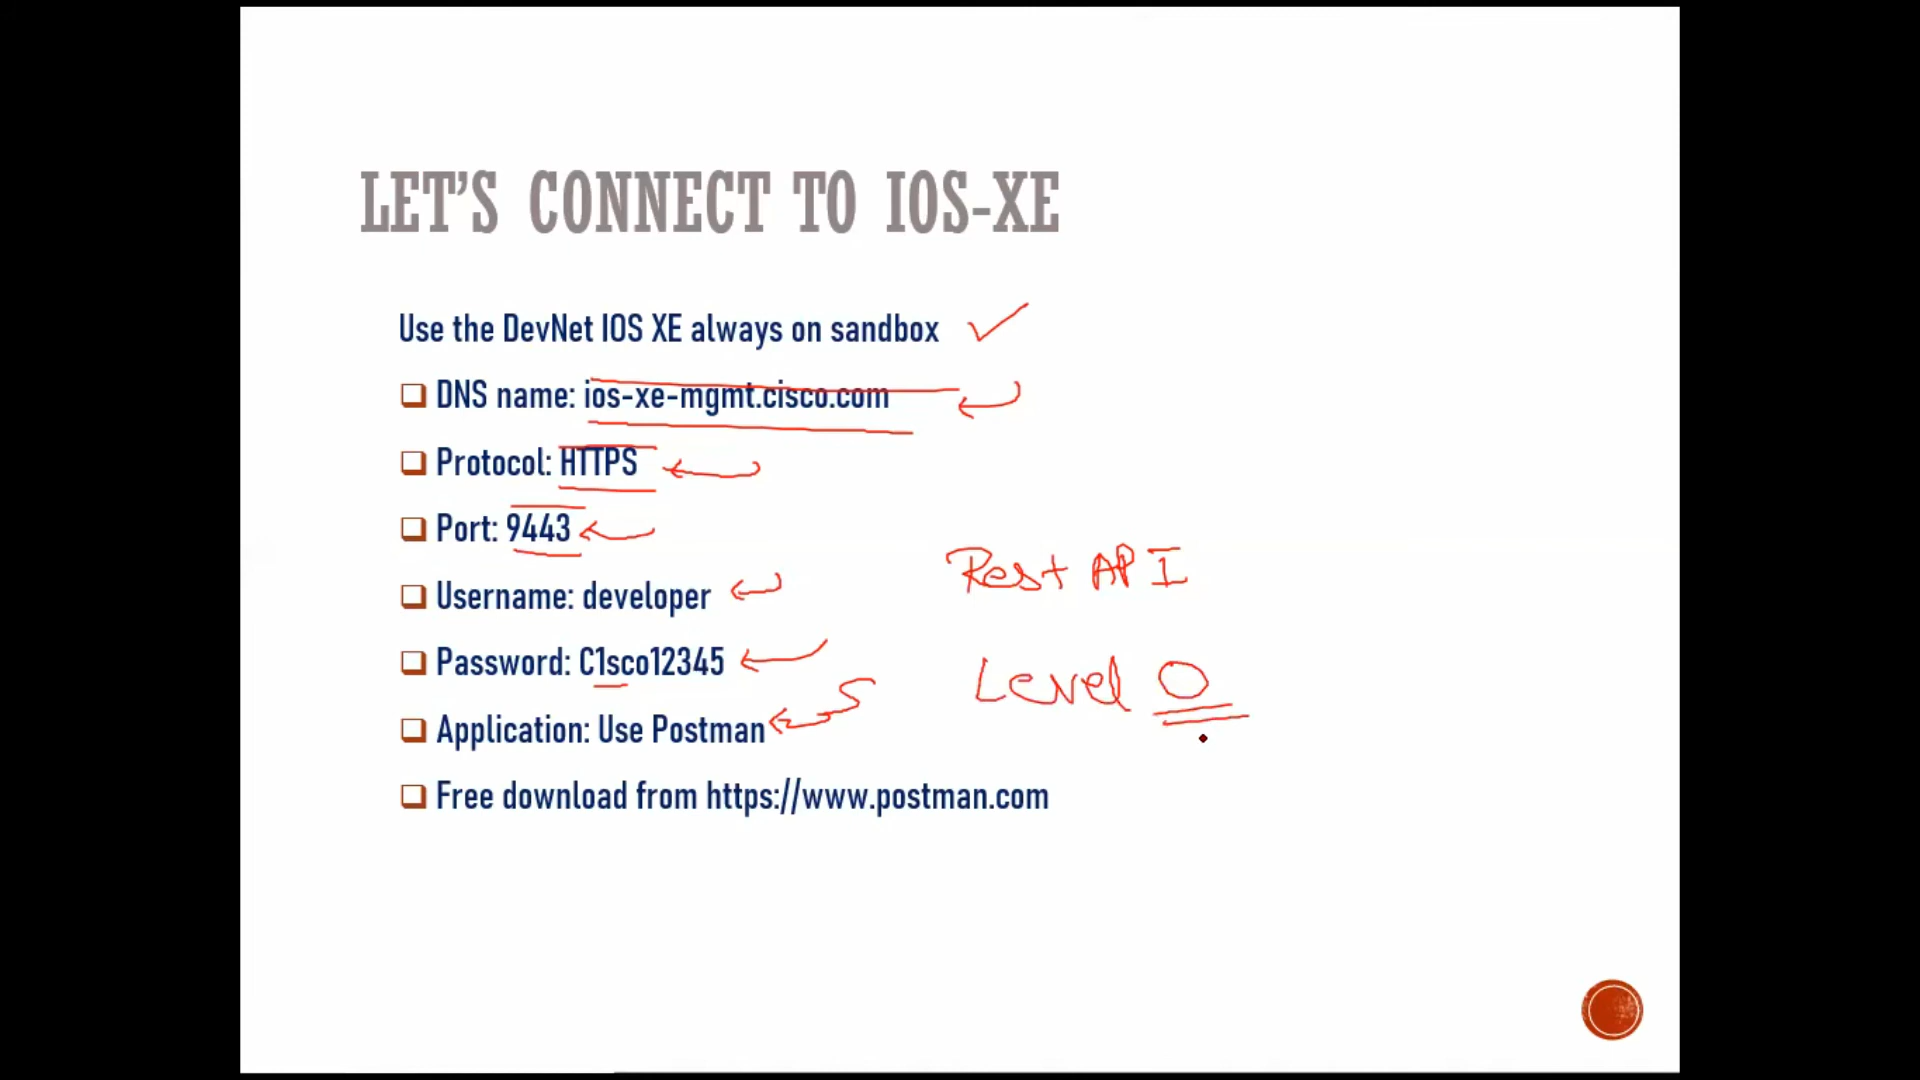 LET'S CONNECT TO IOS-XE
Use the DevNet IOS XE always on sandbox
DNS name: ios-xe-mgmt.cisco.com
Protocol: HTTPS
Port: 9443
Rest API
Username: developer
Password: C1sco12345
Level 0
Application: Use Postman
Free download from https://www.postman.com